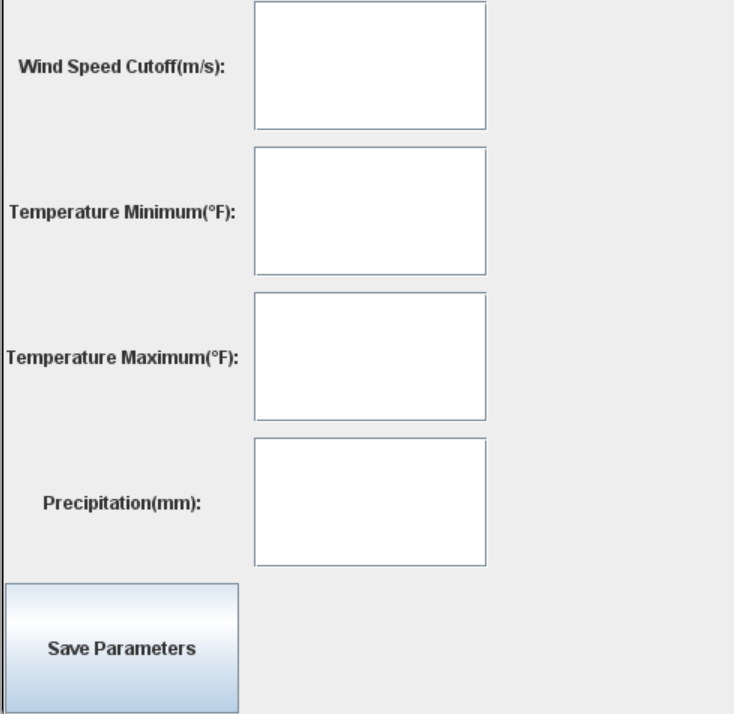 Wind Speed Cutoff(m/s):
Temperature Minimum(°F):
Temperature Maximum(°F):
Precipitation(mm):
Save Parameters